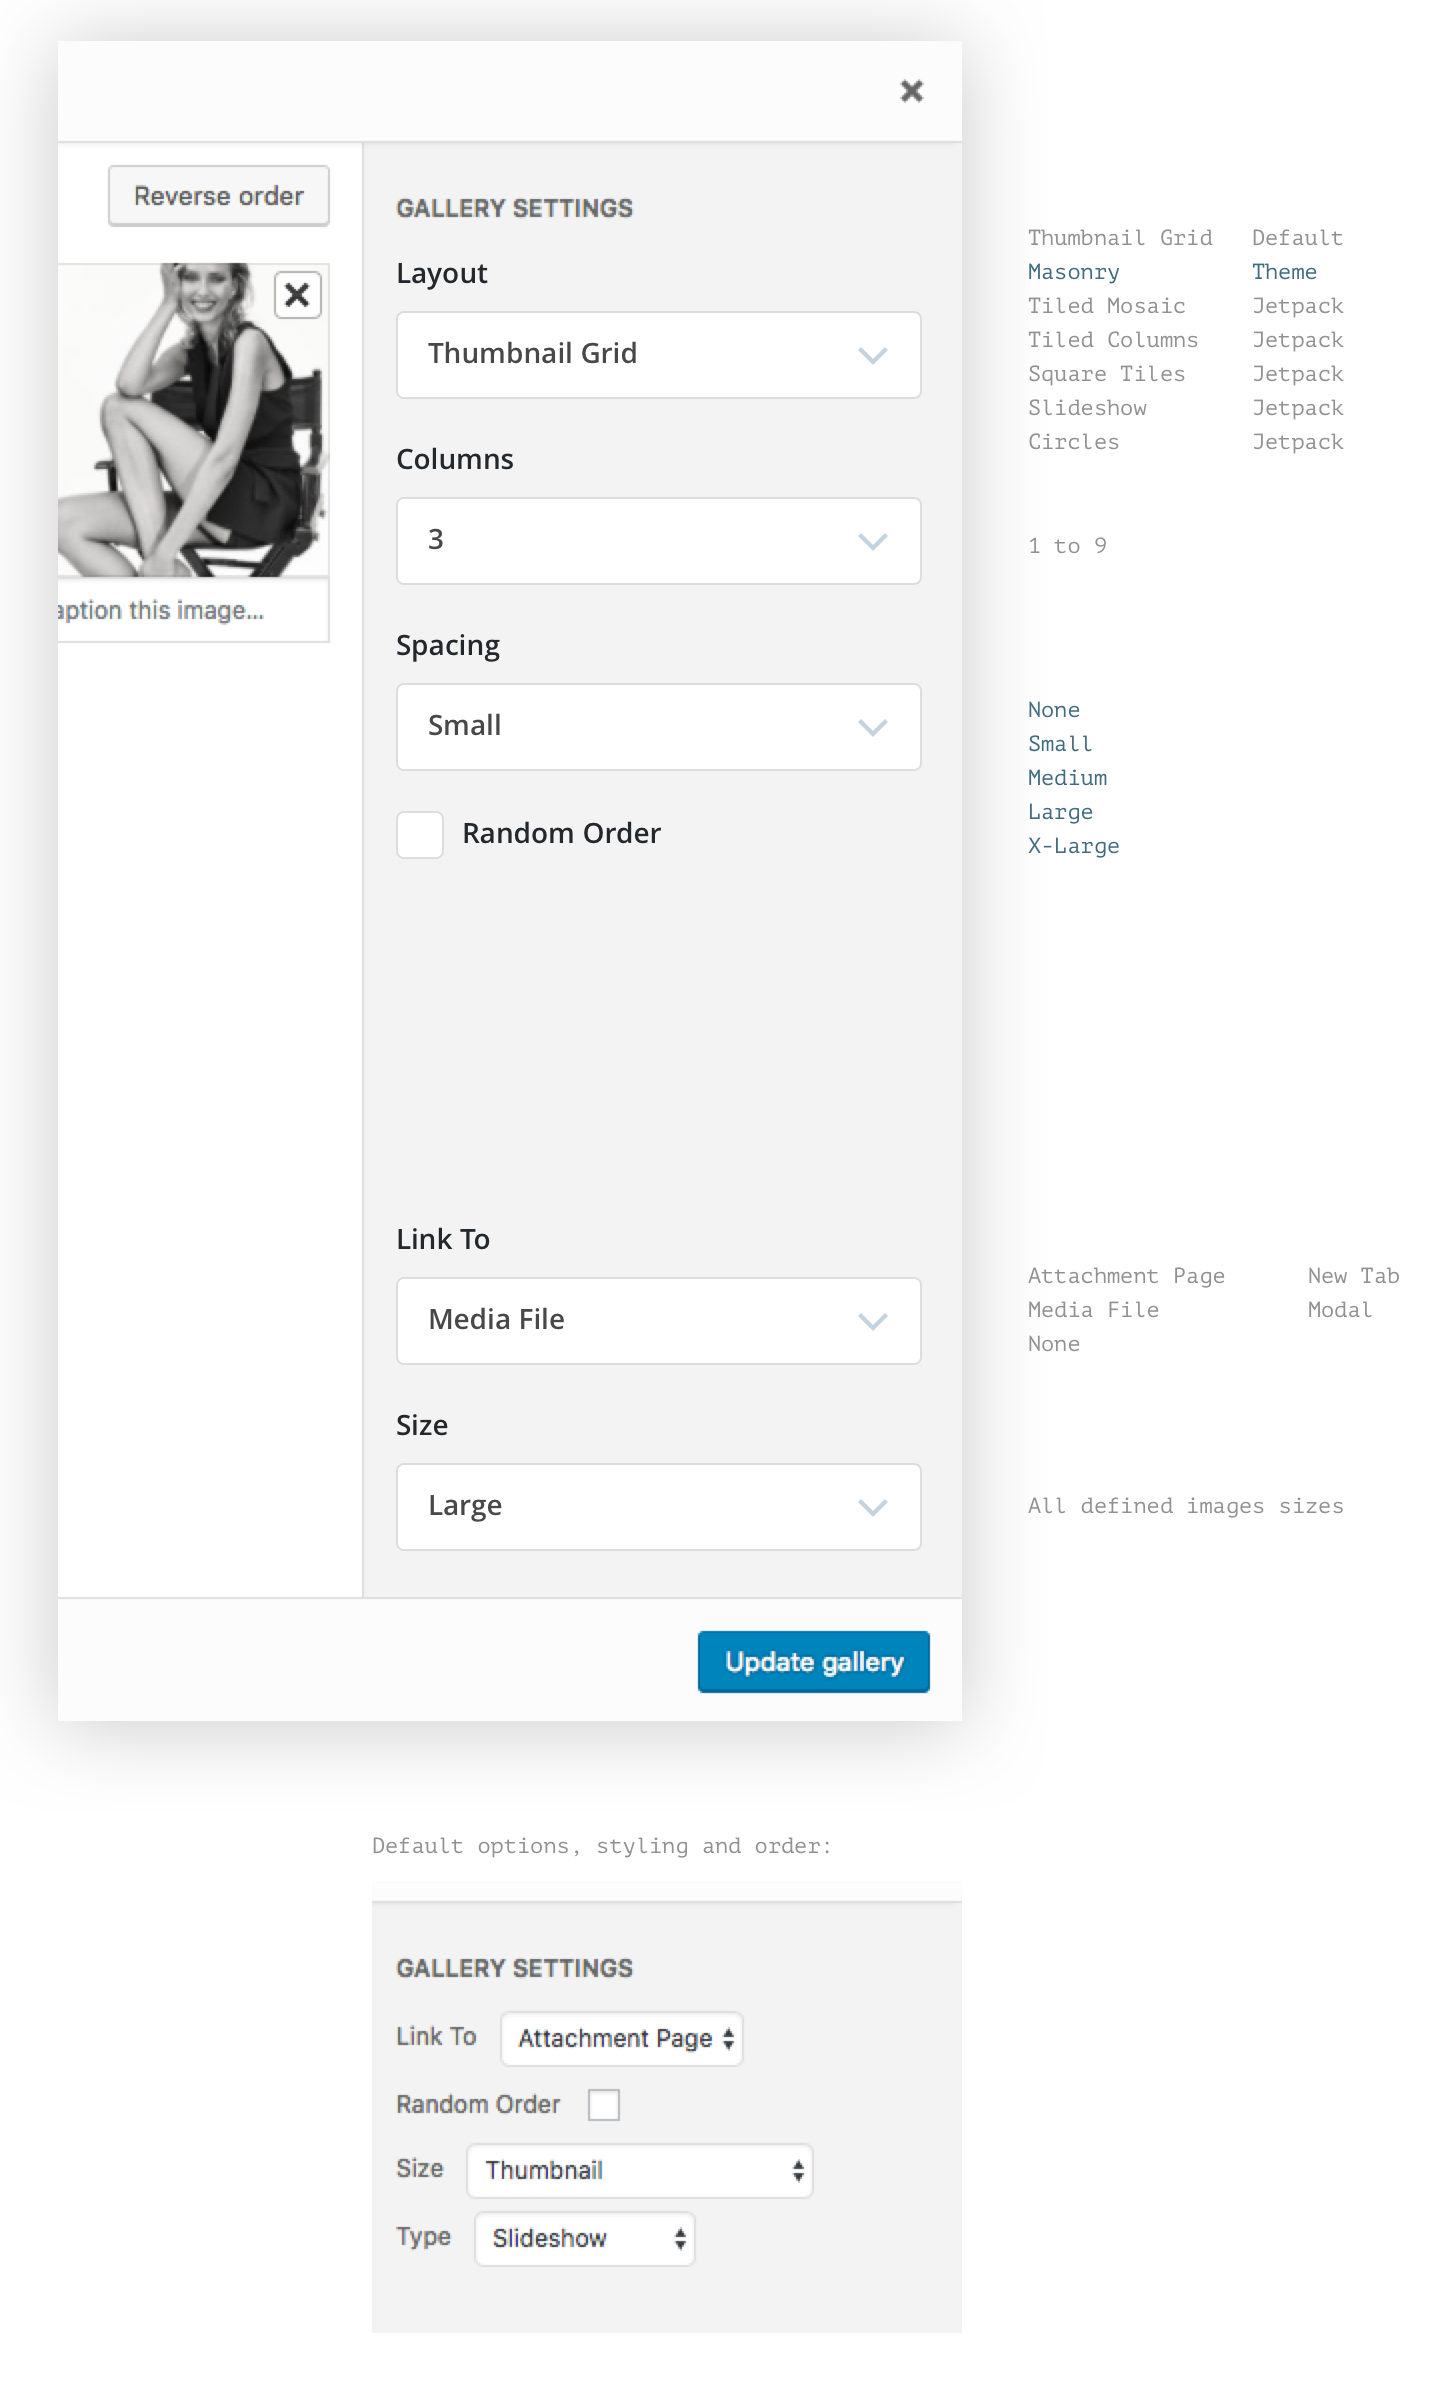 Reverse order
aption this image...
GALLERY SETTINGS
Layout
Thumbnail Grid
Columns
3
Spacing
Small
Random Order
Link To
Media File
Size
Large
Update gallery
Thumbnail Grid Default
Masonry Theme
Tiled Mosaic Jetpack
Tiled Columns Jetpack
Square Tiles Jetpack
Slideshow Jetpack
Circles Jetpack
1 to 9
None
Small
Medium
Large
X-Large
Attachment Page New Tab
Media File Modal
None
All defined images sizes
Default options, styling and order:
GALLERY SETTINGS
Link To Attachment Page
Random Order
Size Thumbnail
Type Slideshow